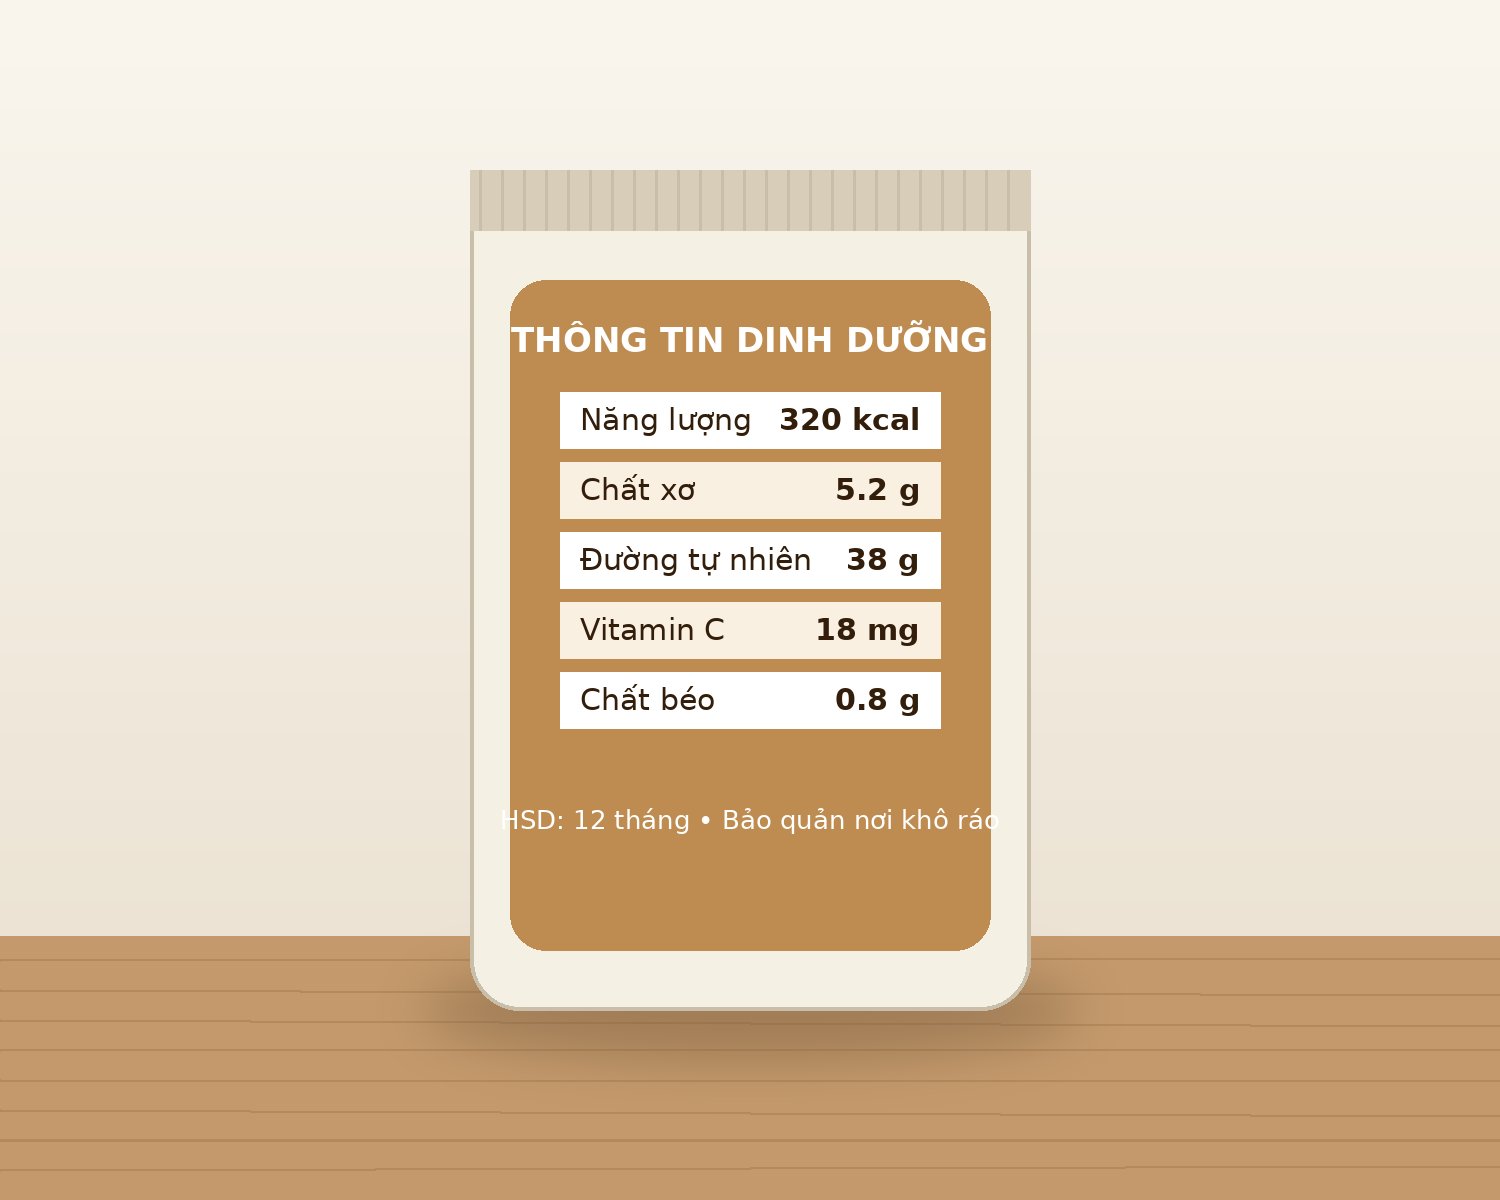 THÔNG TIN DINH DƯỠNG
Năng lượng 320 kcal
Chất xơ 5.2 g
Đường tự nhiên 38 g
Vitamin C 18 mg
Chất béo 0.8 g
HSD: 12 tháng • Bảo quản nơi khô ráo